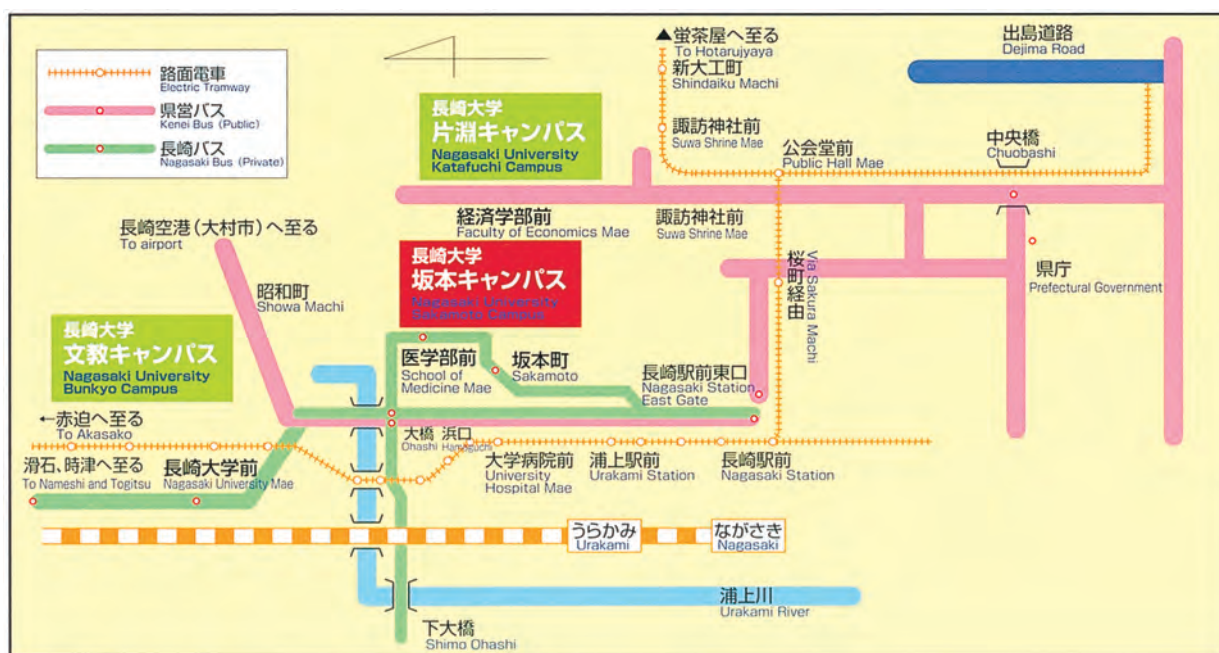 路面電車
Electric Tramway
県営バス
Kenei Bus (Public)
長崎バス
Nagasaki Bus (Private)
▲蛍茶屋へ至る
To Hotarujyaya
新大工町
Shindaiku Machi
諏訪神社前
Suwa Shrine Mae
出島道路
Dejima Road
長崎大学
片淵キャンパス
Nagasaki University
Katafuchi Campus
公会堂前
Public Hall Mae
中央橋
Chuobashi
経済学部前
Faculty of Economics Mae
諏訪神社前
Suwa Shrine Mae
長崎空港(大村市)へ至る
To airport
昭和町
Showa Machi
長崎大学
坂本キャンパス
Nagasaki University
Sakamoto Campus
桜町経由
Via Sakura Machi
県庁
Prefectural Government
長崎大学
文教キャンパス
Nagasaki University
Bunkyo Campus
医学部前
School of
Medicine Mae
坂本町
Sakamoto
長崎駅前東口
Nagasaki Station
East Gate
←赤迫へ至る
To Akasako
大橋
Ohashi
浜口
Hamaguchi
滑石、時津へ至る
To Nameshi and Togitsu
長崎大学前
Nagasaki University Mae
大学病院前
University
Hospital Mae
浦上駅前
Urakami Station
長崎駅前
Nagasaki Station
うらかみ
Urakami
ながさき
Nagasaki
浦上川
Urakami River
下大橋
Shimo Ohashi